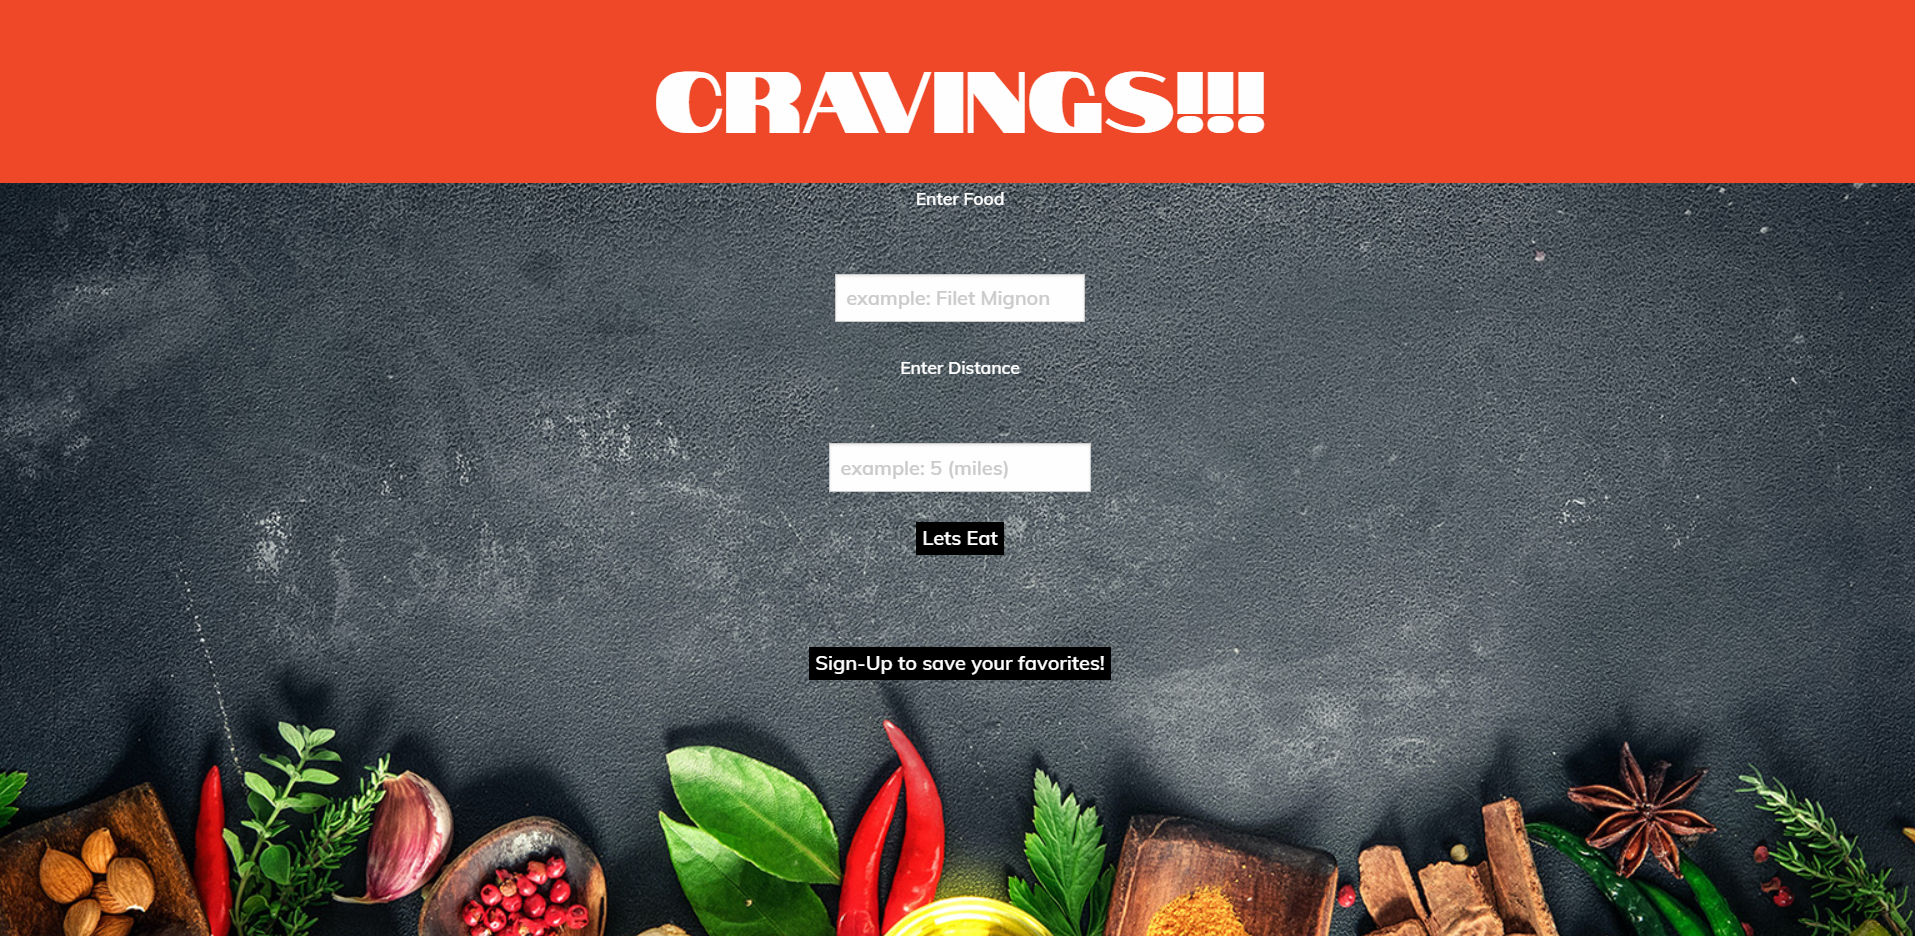 CRAVINGS!!!
Enter Food
example: Filet Mignon
Enter Distance
example: 5 (miles)
Lets Eat
Sign-Up to save your favorites!